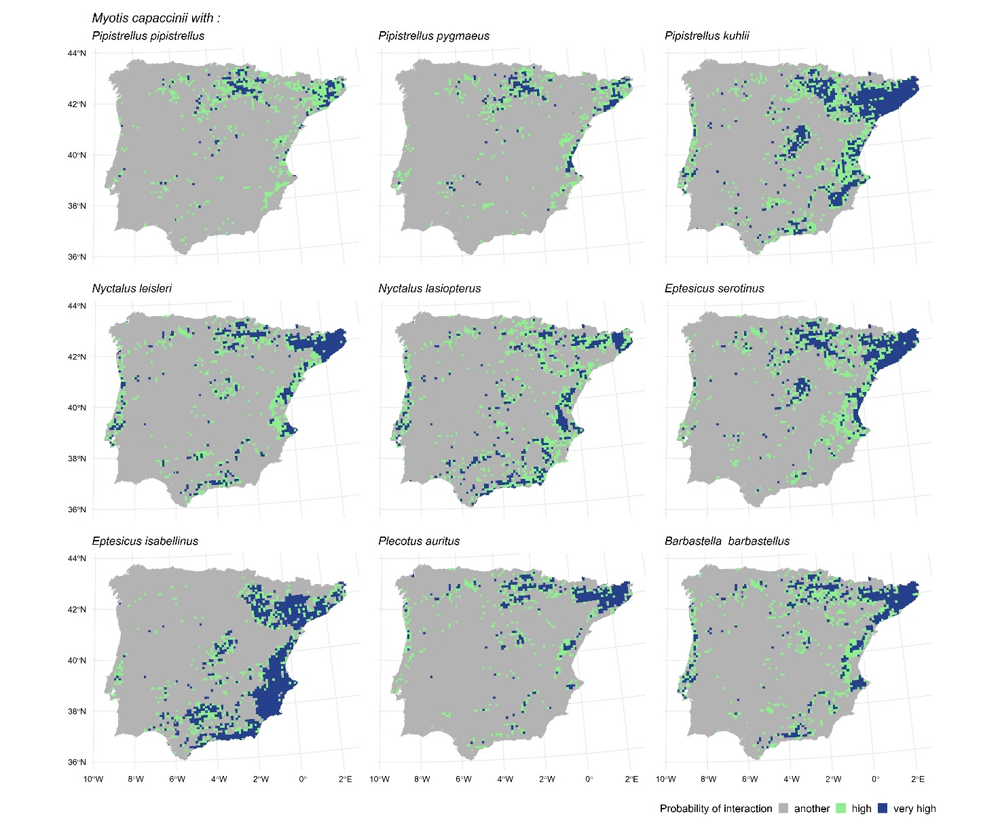 Myotis capaccinii with :
Pipistrellus pipistrellus Pipistrellus pygmaeus Pipistrellus kuhlii
44°N
42°N
40°N
38°N
36°N
Nyctalus leisleri Nyctalus lasiopterus Eptesicus serotinus
44°N
42°N
40°N
38°N
36°N
Eptesicus isabellinus Plecotus auritus Barbastella barbastellus
44°N
42°N
40°N
38°N
36°N
10°W 8°W 6°W 4°W 2°W 0° 2°E 10°W 8°W 6°W 4°W 2°W 0° 2°E 10°W 8°W 6°W 4°W 2°W 0° 2°E
Probability of interaction another high very high